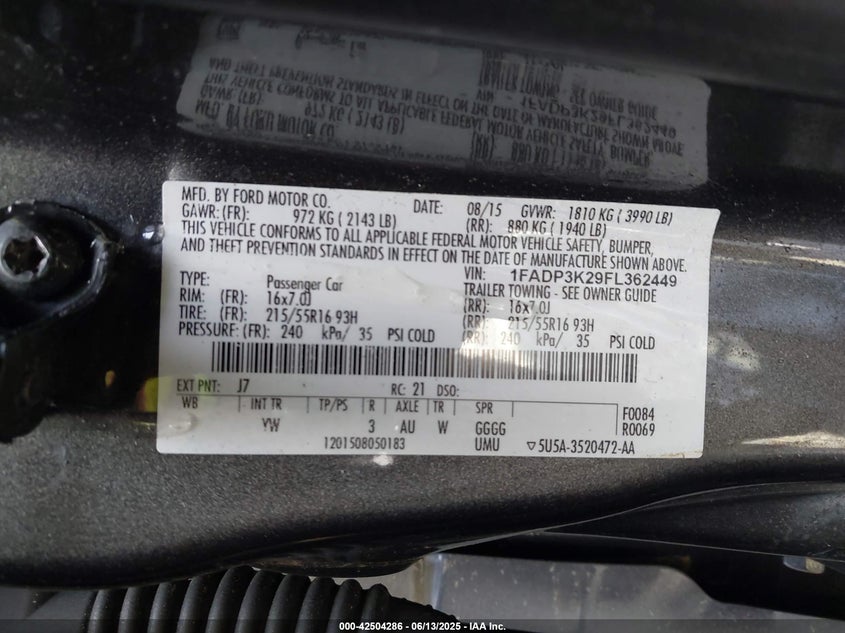 MFD. BY FORD MOTOR CO. DATE: 08/15 GVWR: 1810 KG ( 3990 LB)
GAWR: (FR): 972 KG ( 2143 LB) (RR): 880 KG ( 1940 LB)
THIS VEHICLE CONFORMS TO ALL APPLICABLE FEDERAL MOTOR VEHICLE SAFETY, BUMPER,
AND THEFT PREVENTION STANDARDS IN EFFECT ON THE DATE OF MANUFACTURE SHOWN ABOVE.
VIN: 1FADP3K29FL362449
TYPE: Passenger Car TRAILER TOWING - SEE OWNER GUIDE
RIM: (FR): 16x7.0J (RR): 16x7.0J
TIRE: (FR): 215/55R16 93H (RR): 215/55R16 93H
PRESSURE: (FR): 240 kPa/ 35 PSI COLD (RR): 240 kPa/ 35 PSI COLD
EXT PNT: J7 RC: 21 DSO:
WB INT TR TP/PS R AXLE TR SPR F0084
YW 3 AU W GGGG R0069
1201508050183 UMU ▽5U5A-3520472-AA
000-42504286 - 06/13/2025 - IAA Inc.